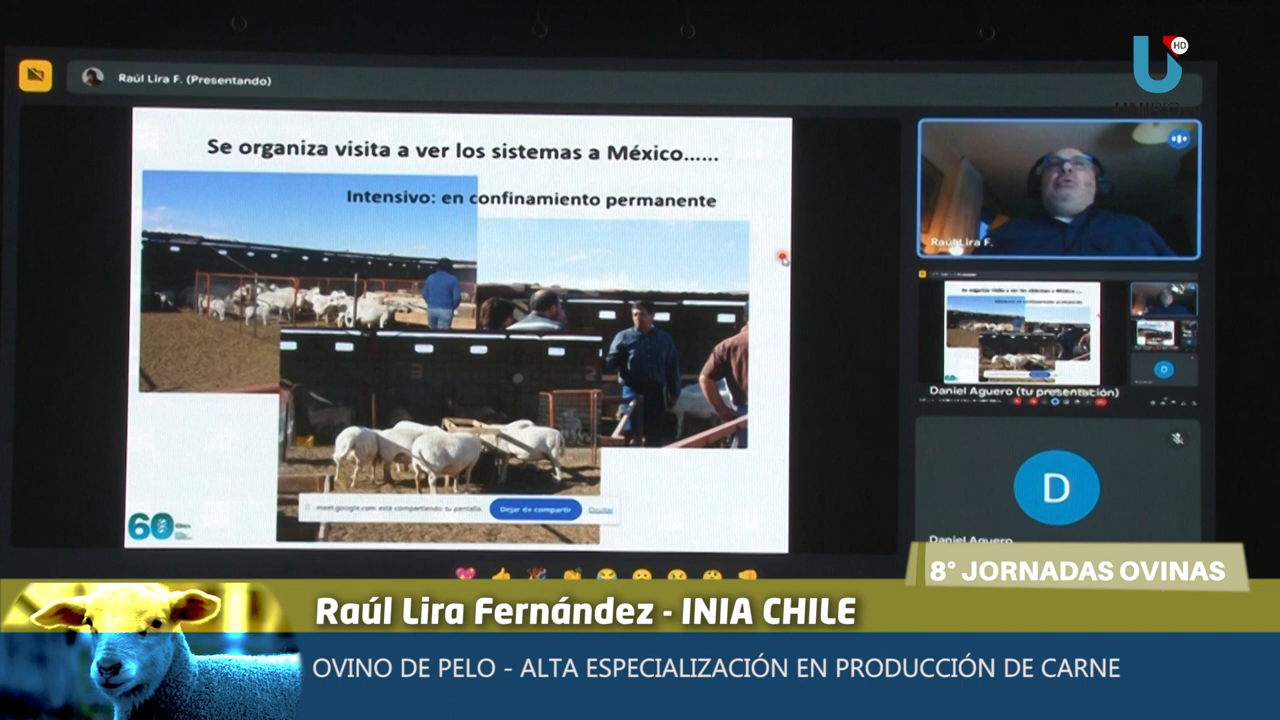 Raúl Lira F. (Presentando)
HD
Se organiza visita a ver los sistemas a México......
Intensivo: en confinamiento permanente
meet.google.com está compartiendo tu pantalla.
Dejar de compartir
Ocultar
60
Raúl Lira F.
Daniel Aguero (tu presentación)
D
Daniel Aguero
8° JORNADAS OVINAS
Raúl Lira Fernández - INIA CHILE
OVINO DE PELO - ALTA ESPECIALIZACIÓN EN PRODUCCIÓN DE CARNE